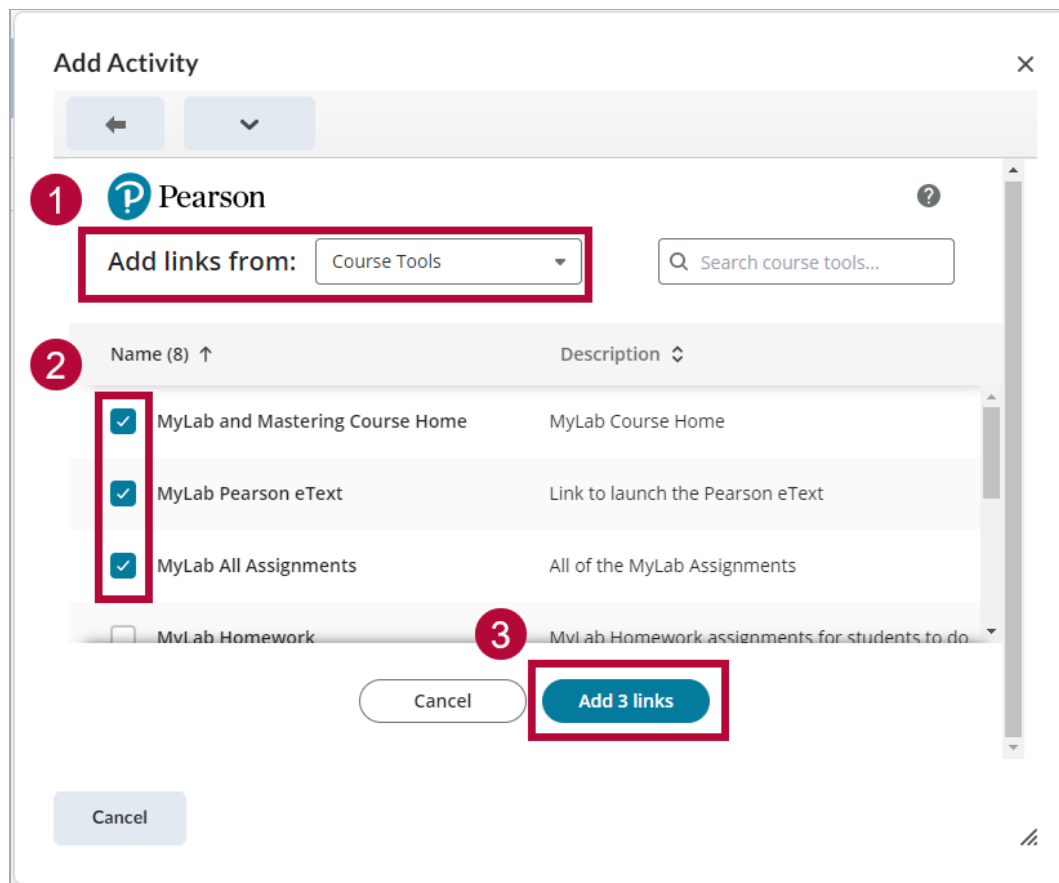 Add Activity
1
Pearson
Add links from: Course Tools Search course tools...
2
Name (8) Description
MyLab and Mastering Course Home MyLab Course Home
MyLab Pearson eText Link to launch the Pearson eText
MyLab All Assignments All of the MyLab Assignments
MyLab Homework MyLab Homework assignments for students to do
3
Cancel Add 3 links
Cancel